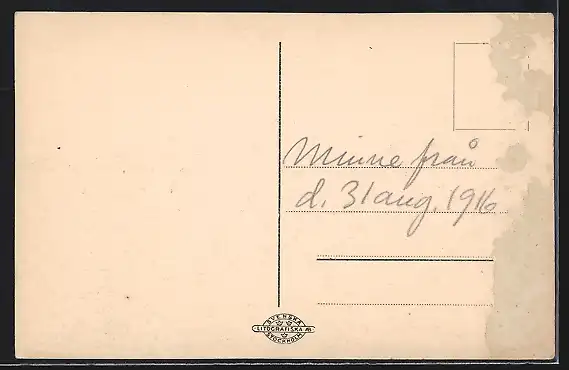 Minne från
d. 31 aug. 1916
SVENSKA
LITOGRAFISKA AB.
STOCKHOLM